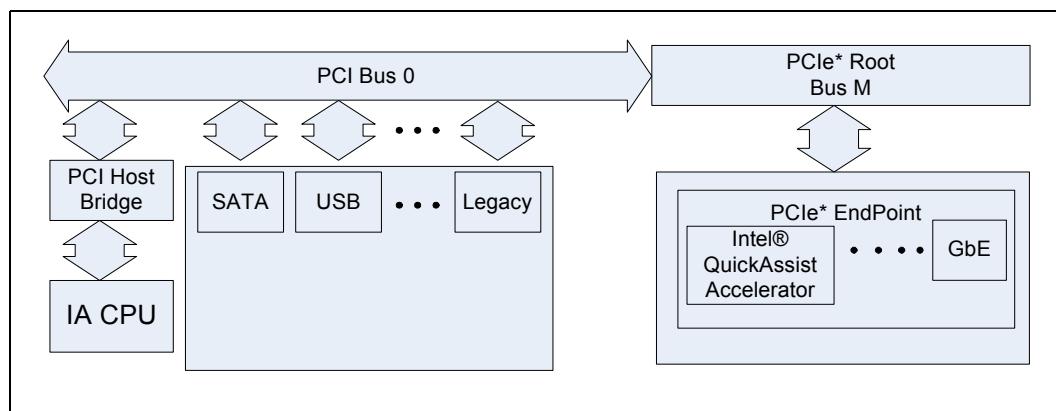 PCI Bus 0
PCIe* Root
Bus M
PCI Host
Bridge
SATA
USB
Legacy
PCIe* EndPoint
Intel®
QuickAssist
Accelerator
GbE
IA CPU